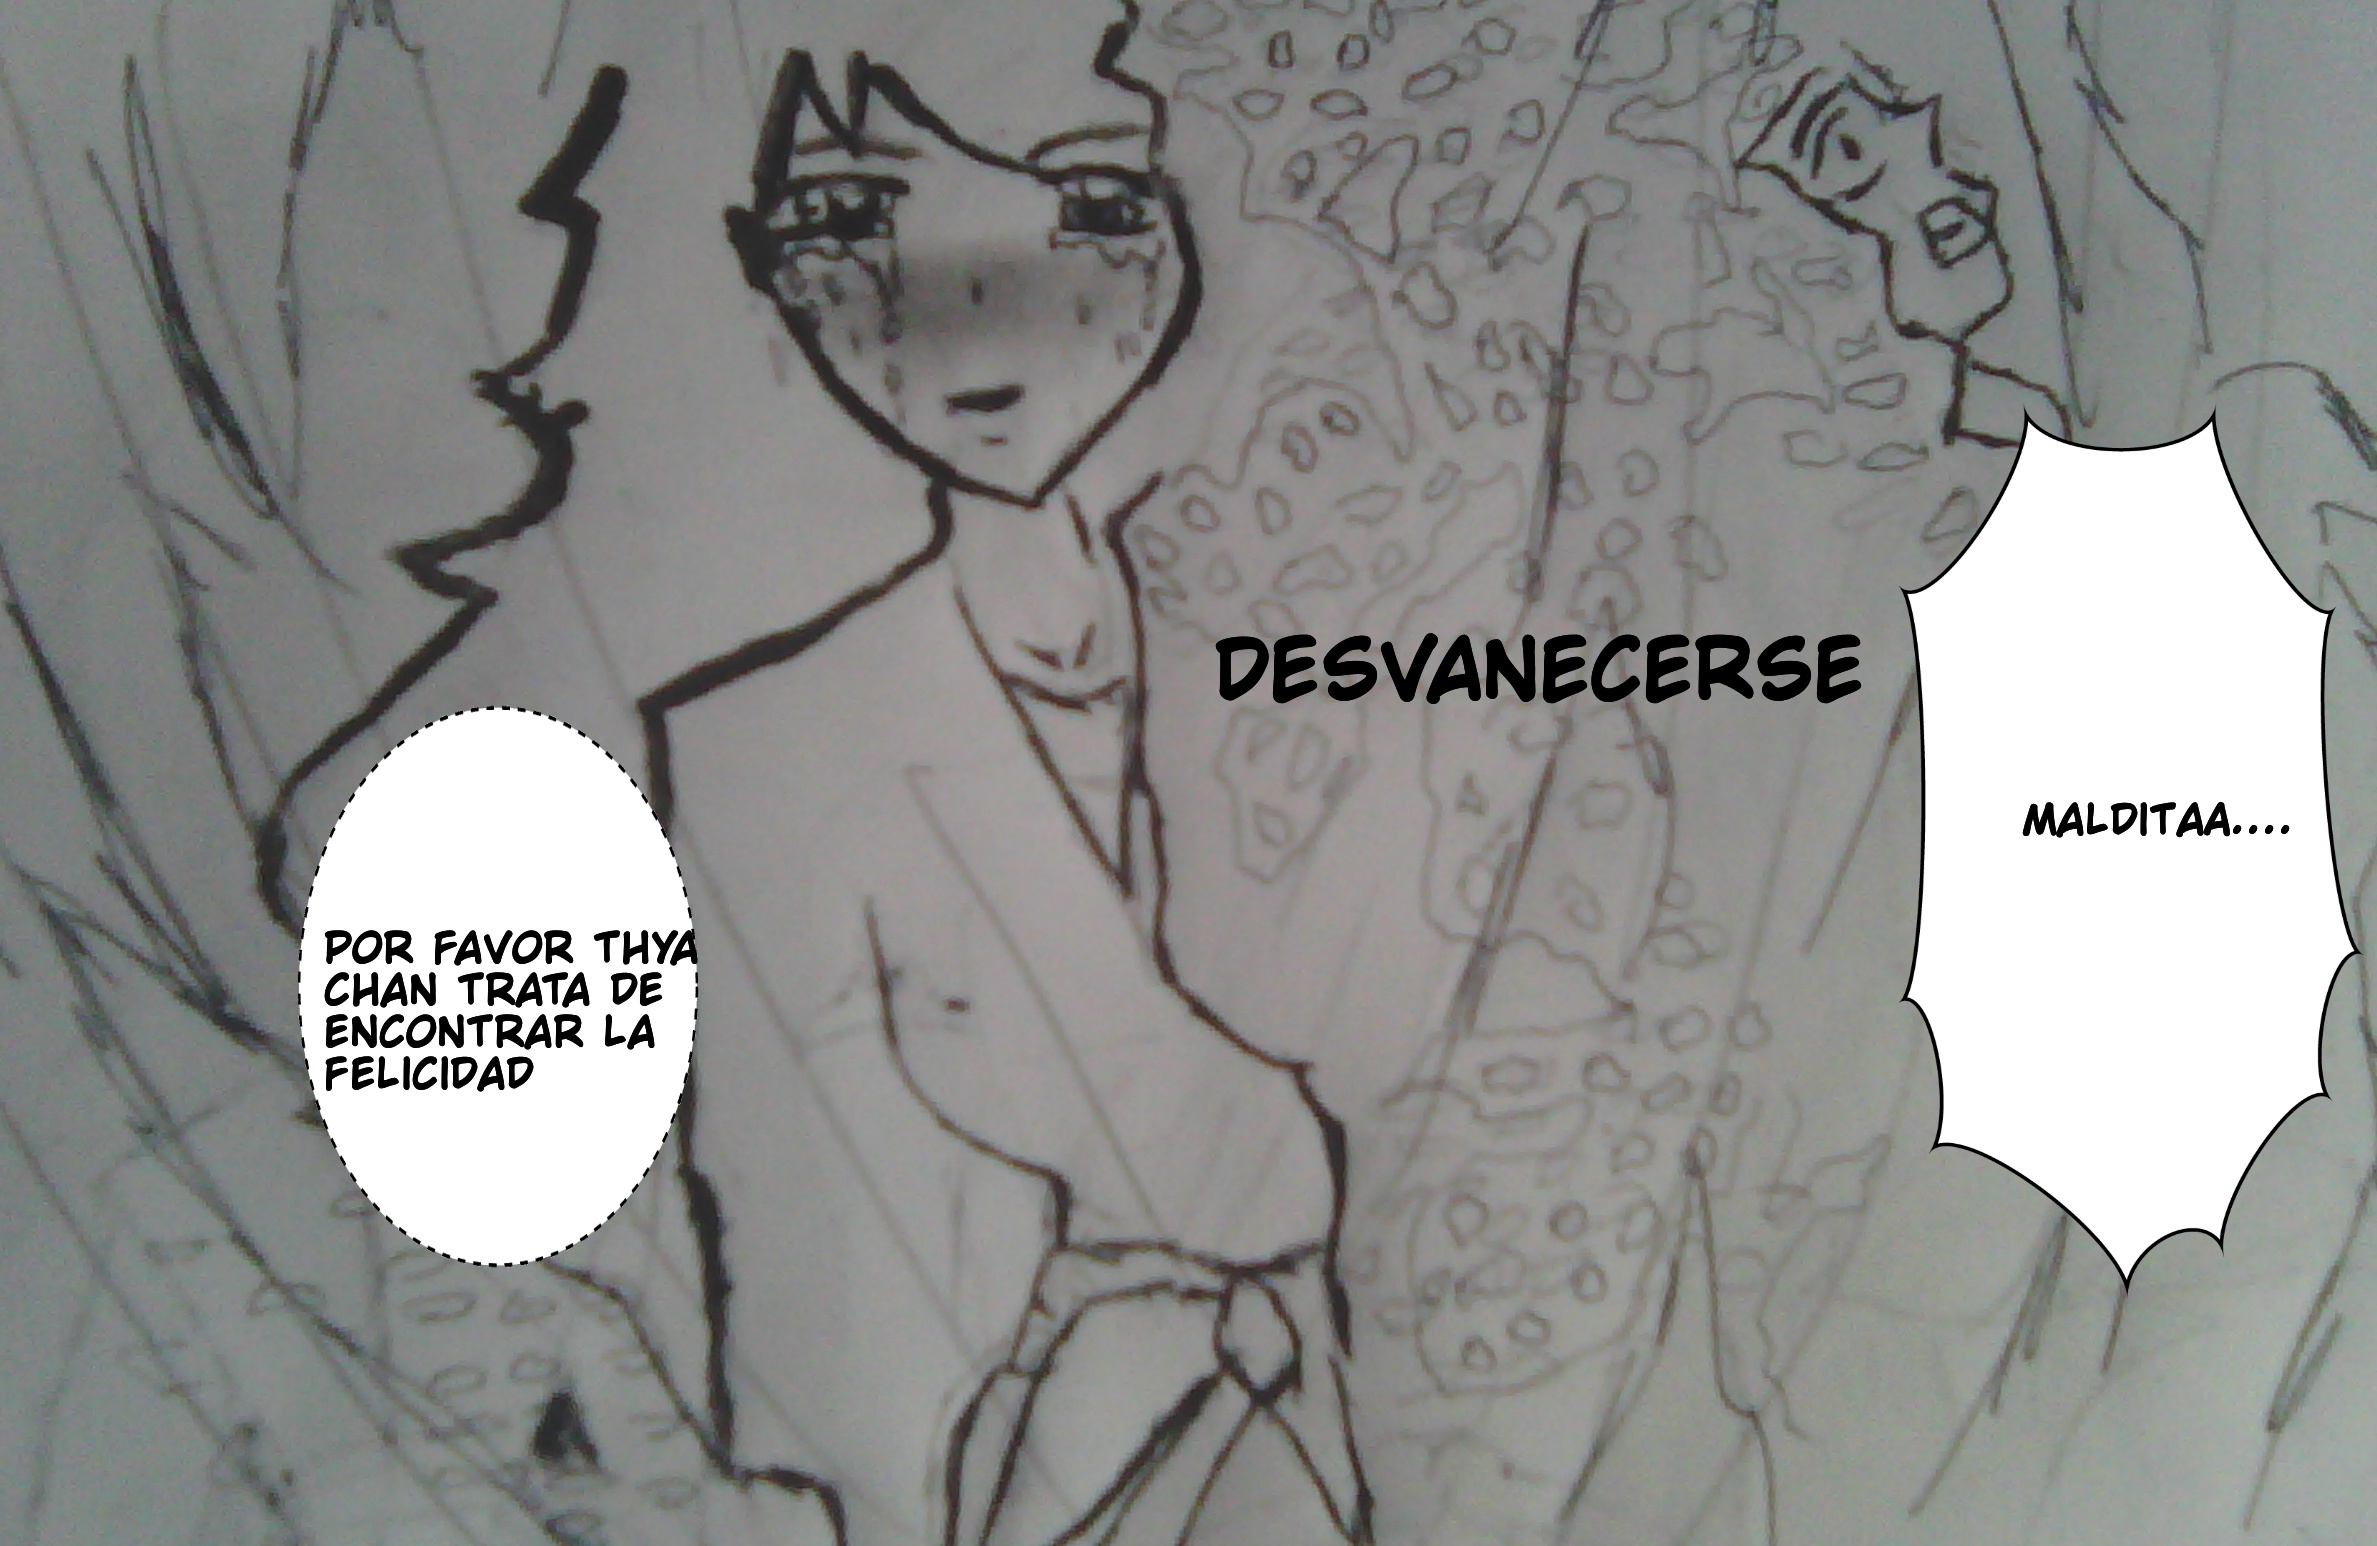 DESVANECERSE
MALDITAA....
POR FAVOR THYA
CHAN TRATA DE
ENCONTRAR LA
FELICIDAD